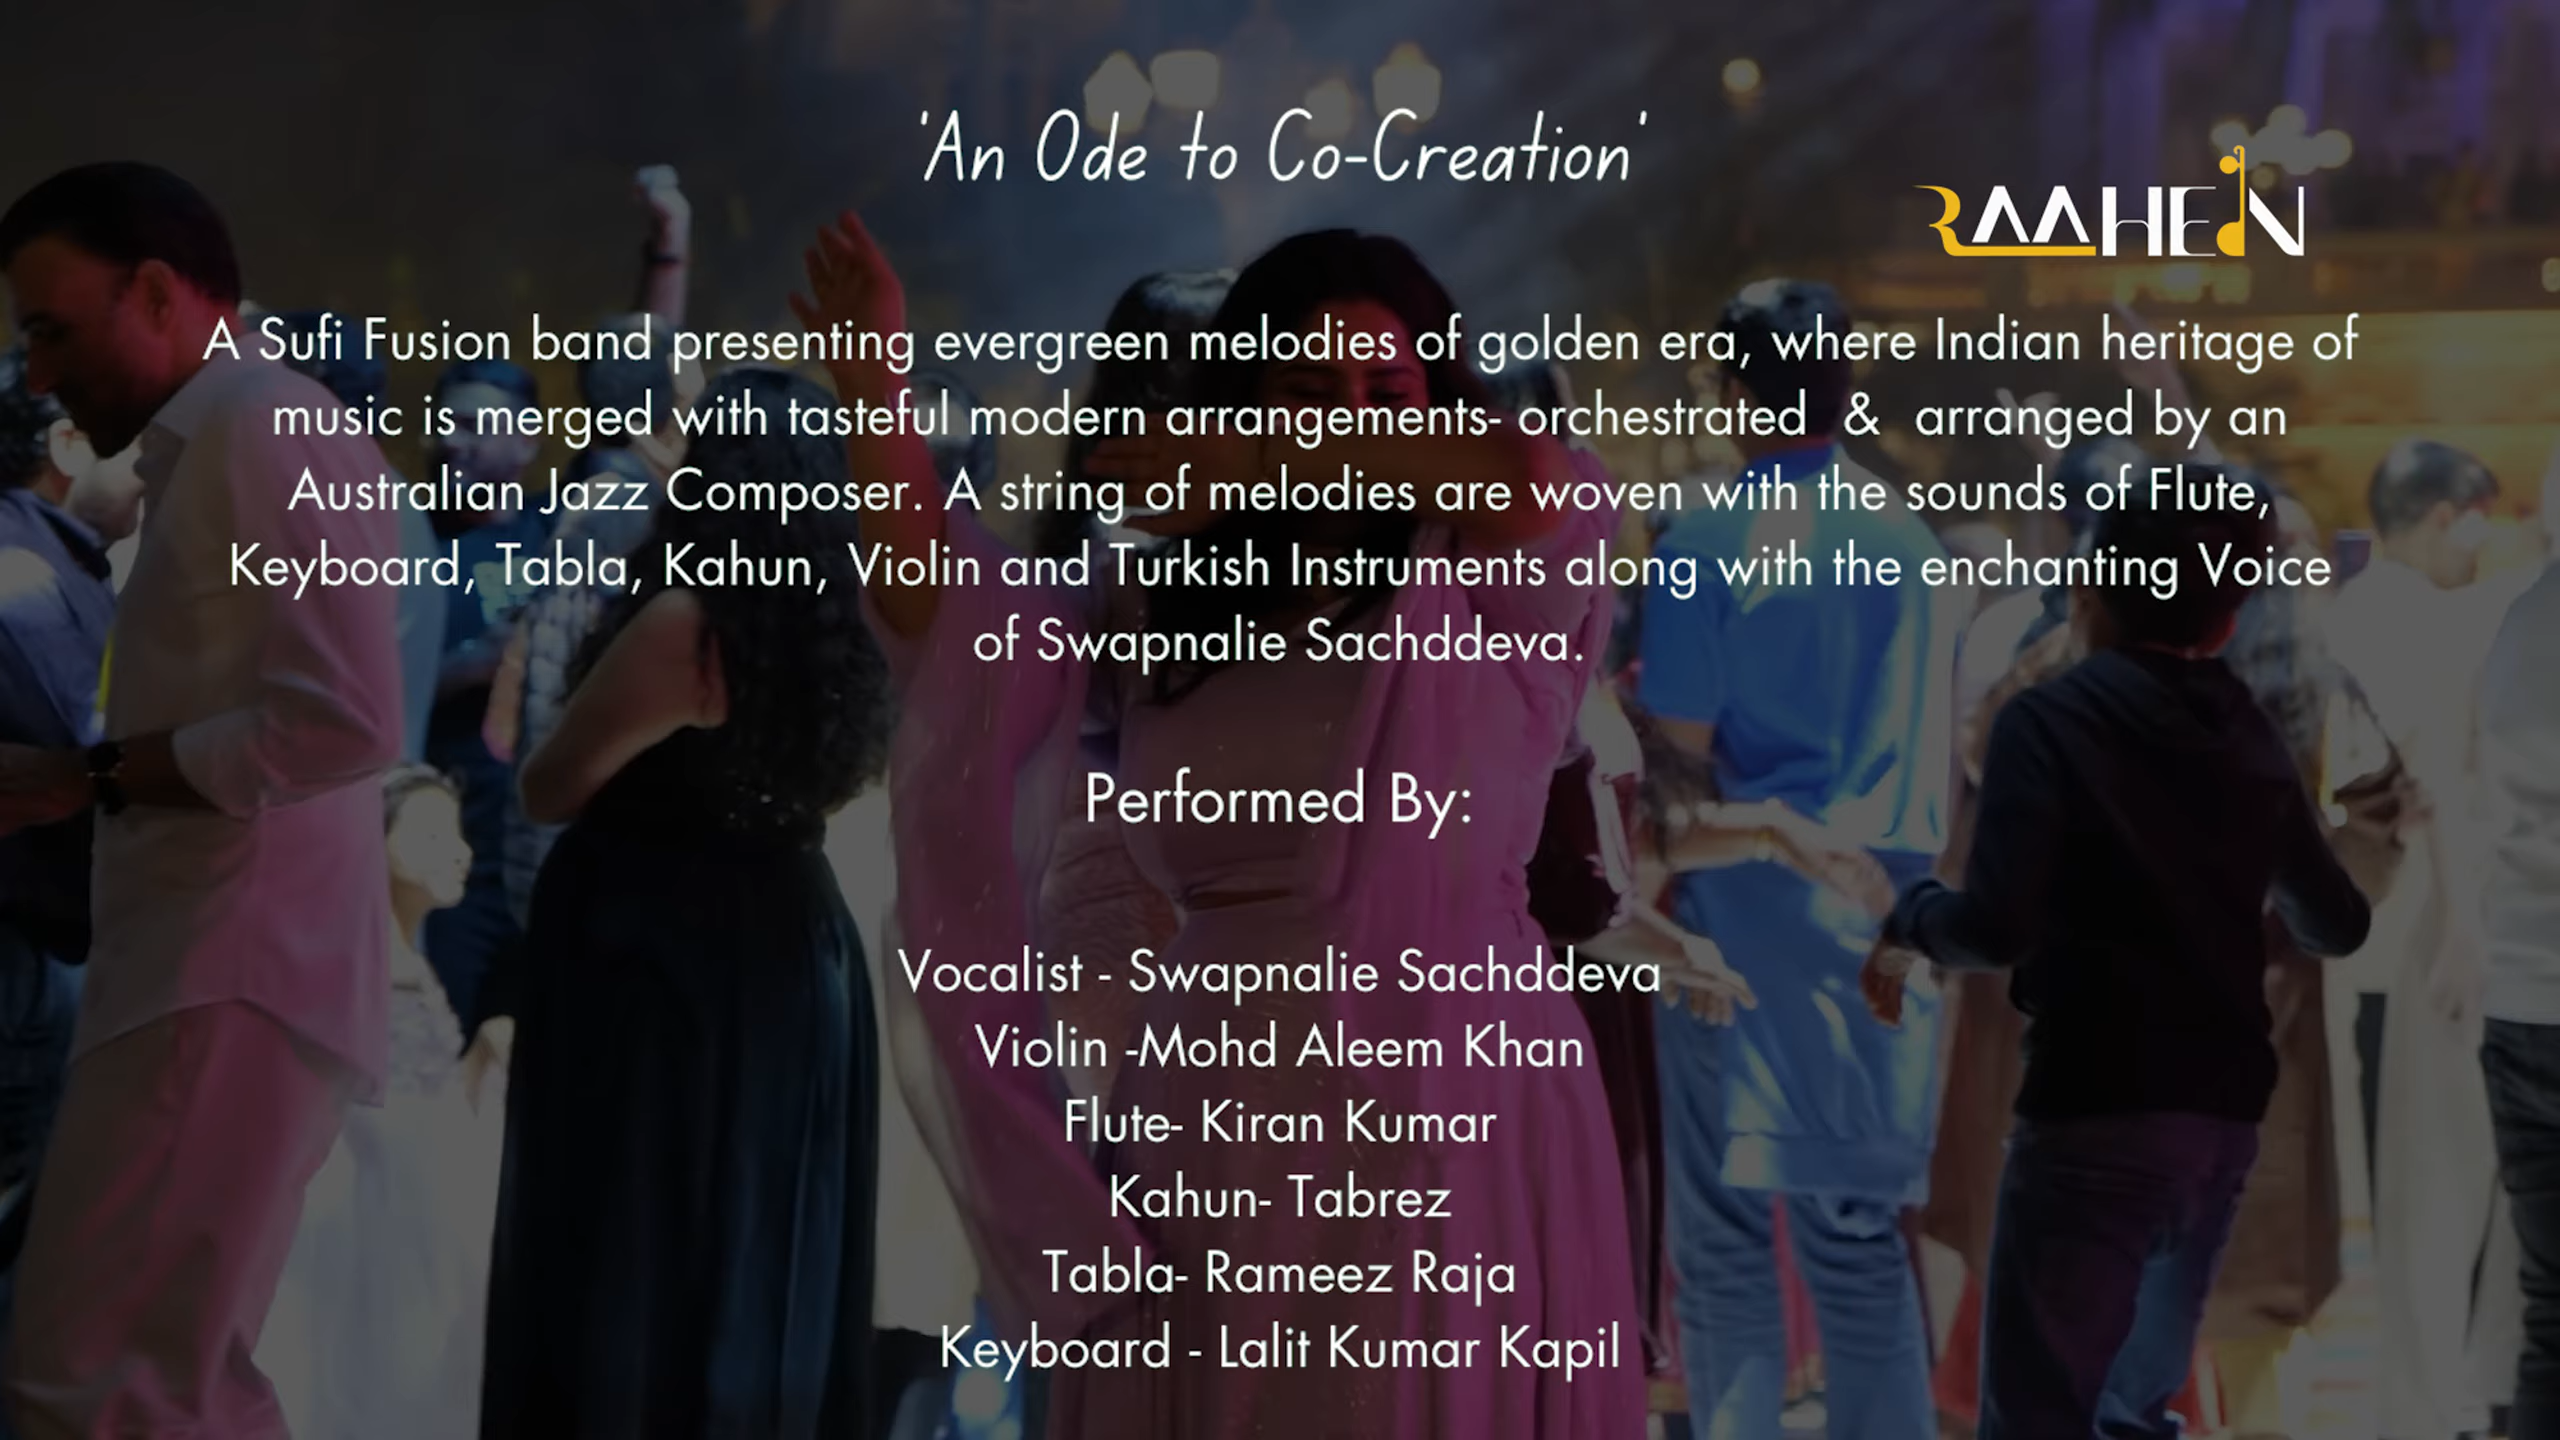 'An Ode to Co-Creation'
RAAHEIN
A Sufi Fusion band presenting evergreen melodies of golden era, where Indian heritage of
music is merged with tasteful modern arrangements- orchestrated & arranged by an
Australian Jazz Composer. A string of melodies are woven with the sounds of Flute,
Keyboard, Tabla, Kahun, Violin and Turkish Instruments along with the enchanting Voice
of Swapnalie Sachddeva.
Performed By:
Vocalist - Swapnalie Sachddeva
Violin -Mohd Aleem Khan
Flute- Kiran Kumar
Kahun- Tabrez
Tabla- Rameez Raja
Keyboard - Lalit Kumar Kapil